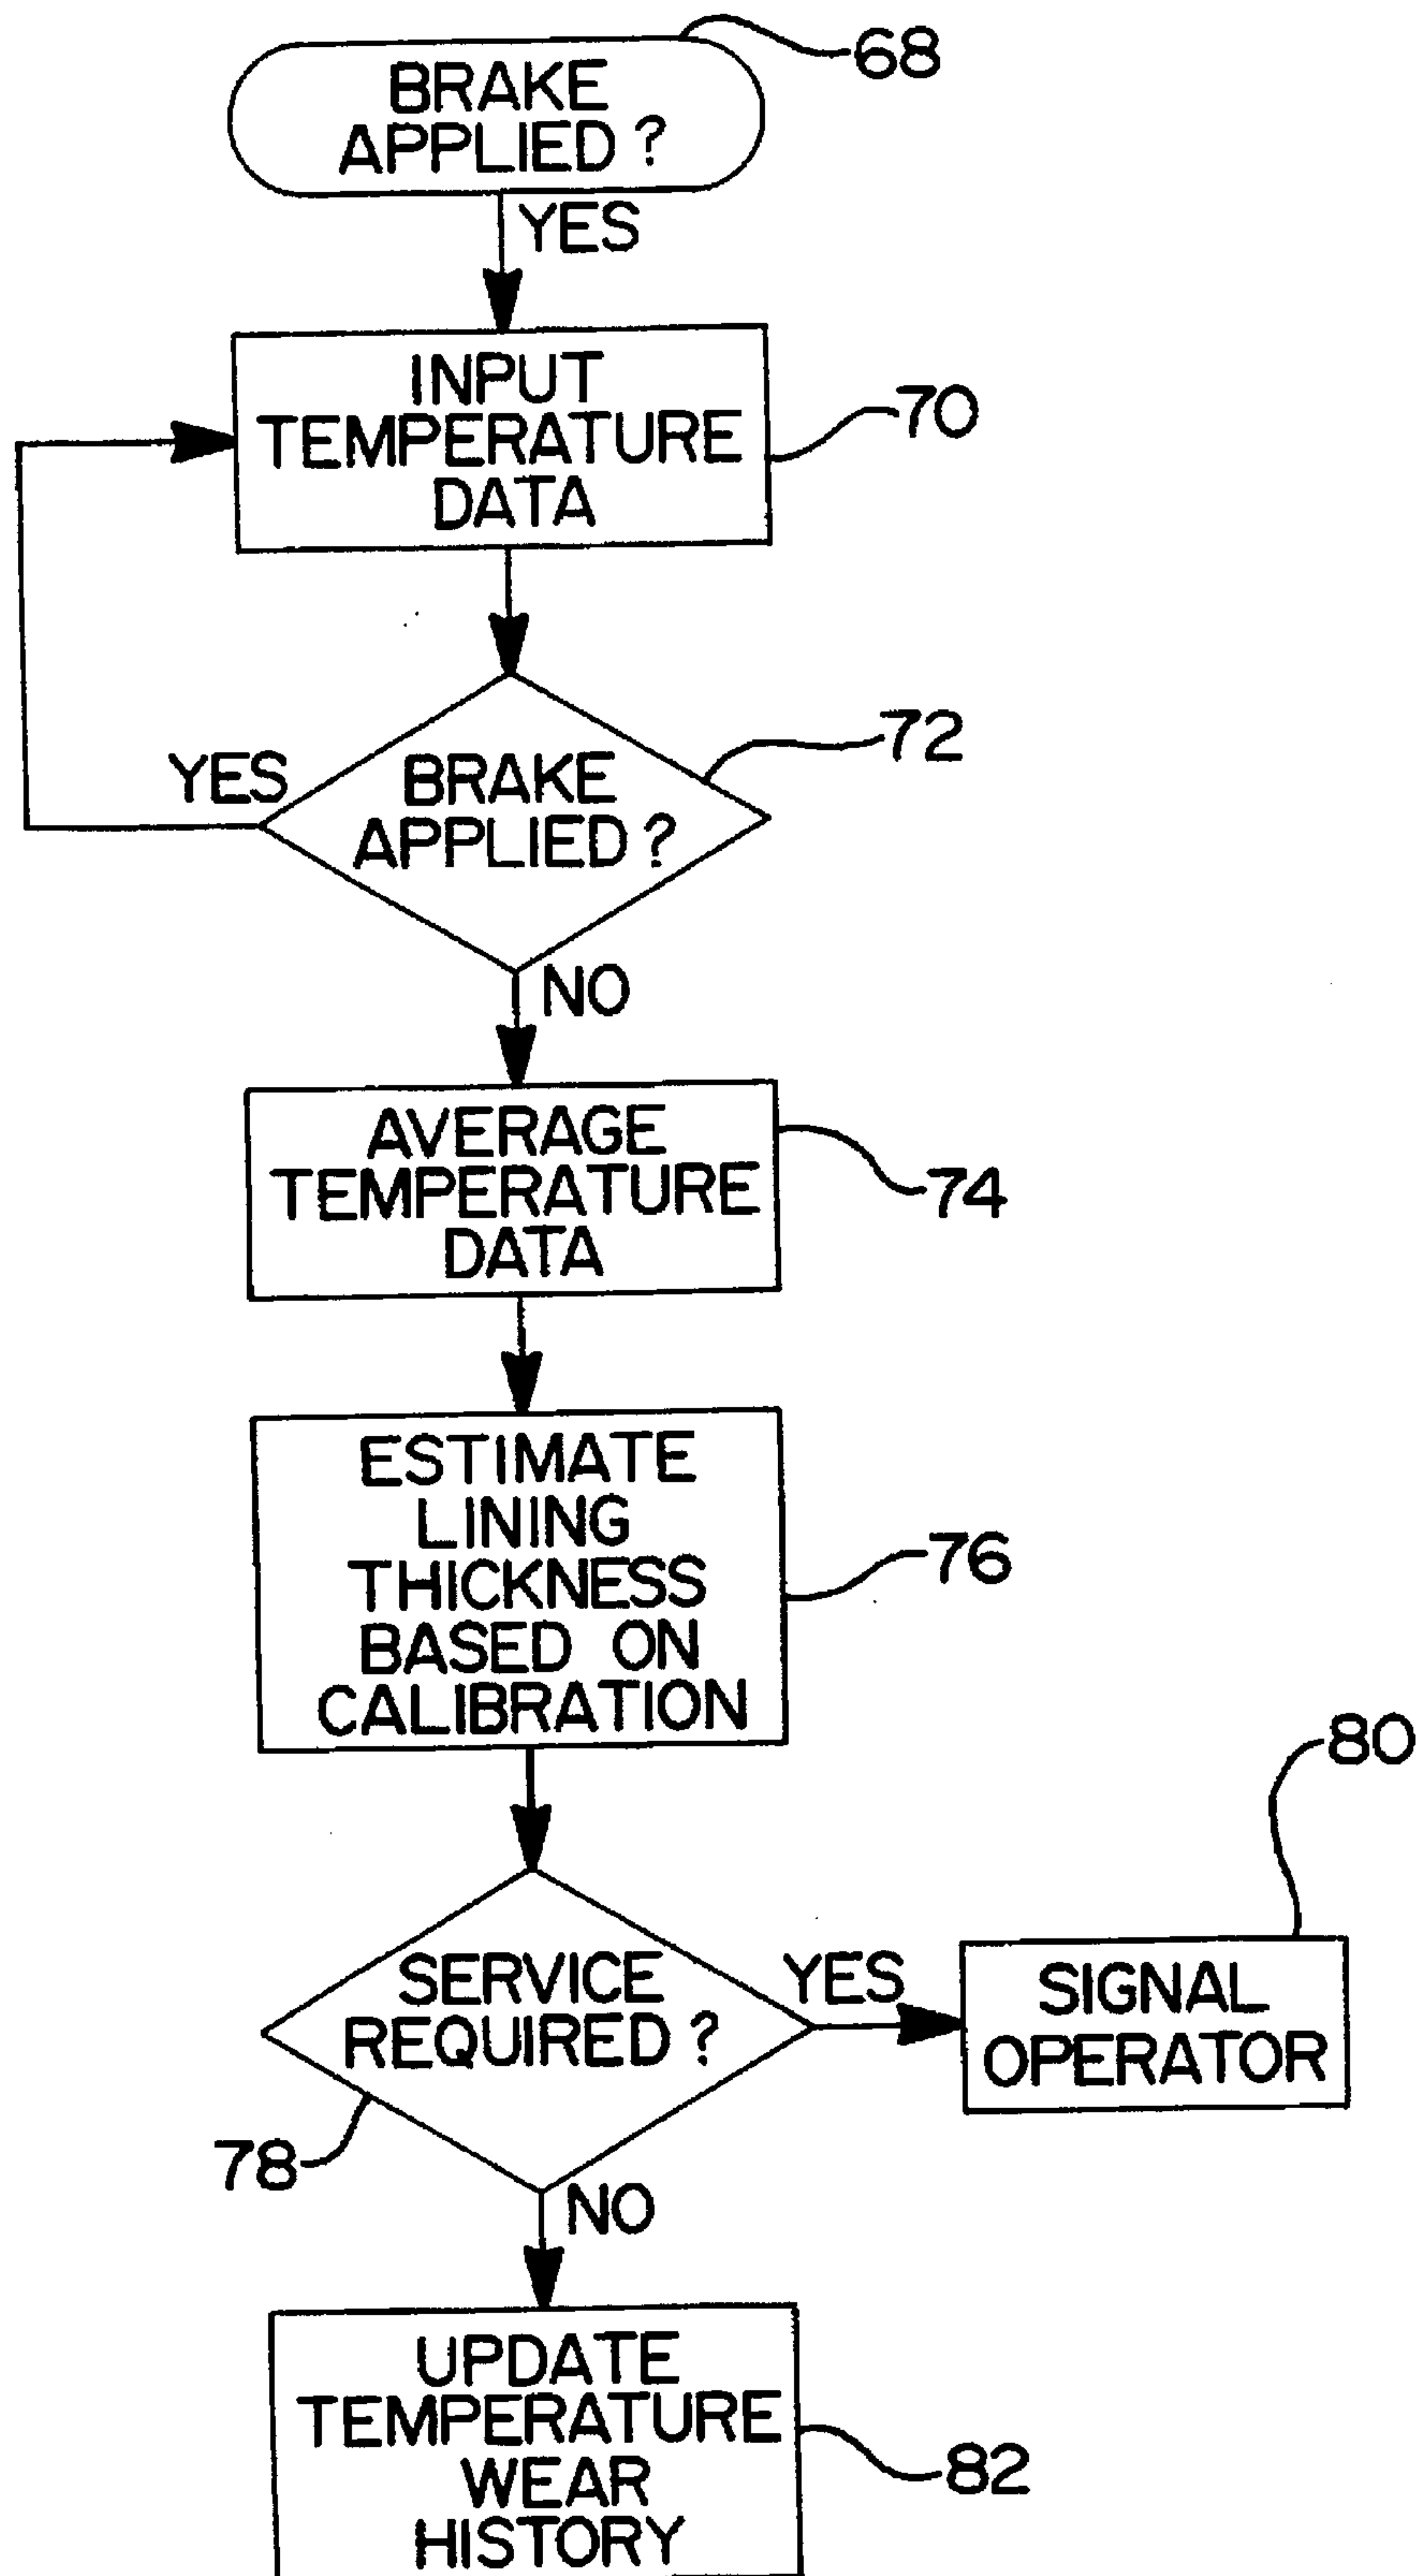 68
BRAKE
APPLIED ?
YES
INPUT
TEMPERATURE
DATA
70
72
YES
BRAKE
APPLIED ?
NO
AVERAGE
TEMPERATURE
DATA
74
ESTIMATE
LINING
THICKNESS
BASED ON
CALIBRATION
76
80
SERVICE
REQUIRED ?
YES
SIGNAL
OPERATOR
78
NO
UPDATE
TEMPERATURE
WEAR
HISTORY
82